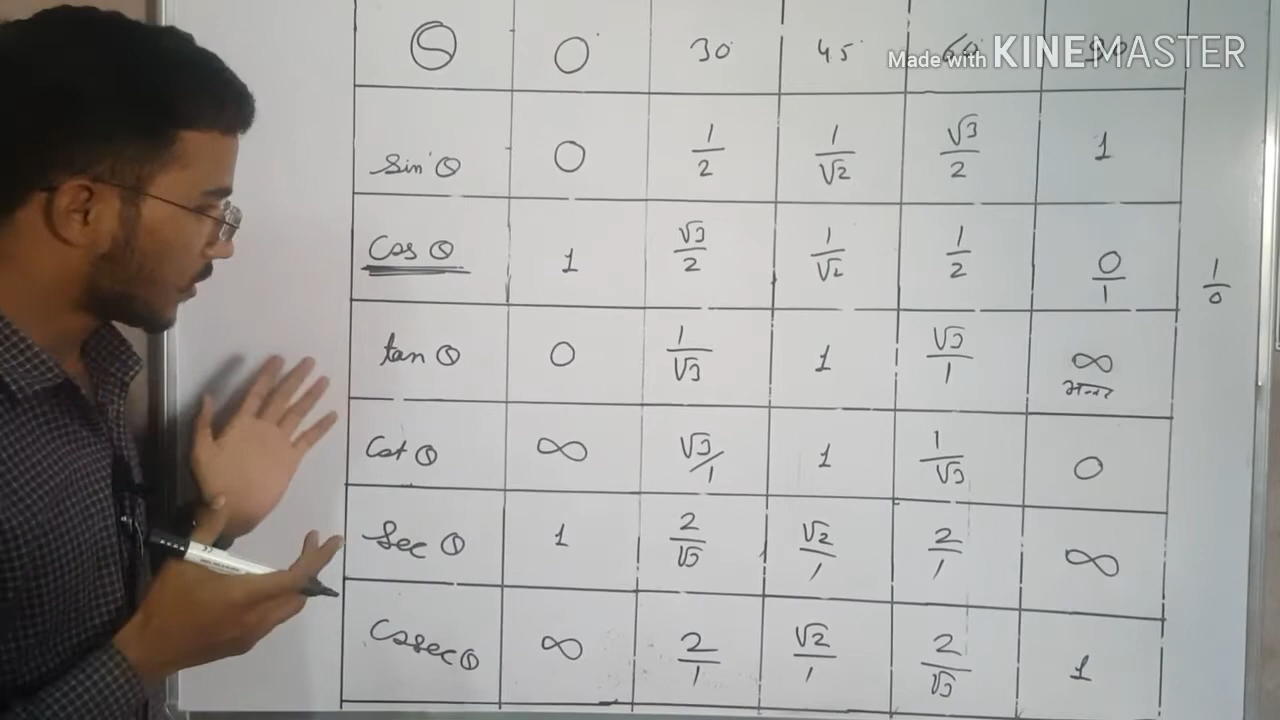 Made with KINEMASTER
θ 0° 30° 45° 60° 90°
sin θ 0 1/2 1/√2 √3/2 1
Cos θ 1 √3/2 1/√2 1/2 0/1 1/0
tan θ 0 1/√3 1 √3/1 ∞
Cot θ ∞ √3/1 1 1/√3 0
Sec θ 1 2/√3 √2/1 2/1 ∞
Cosec θ ∞ 2/1 √2/1 2/√3 1